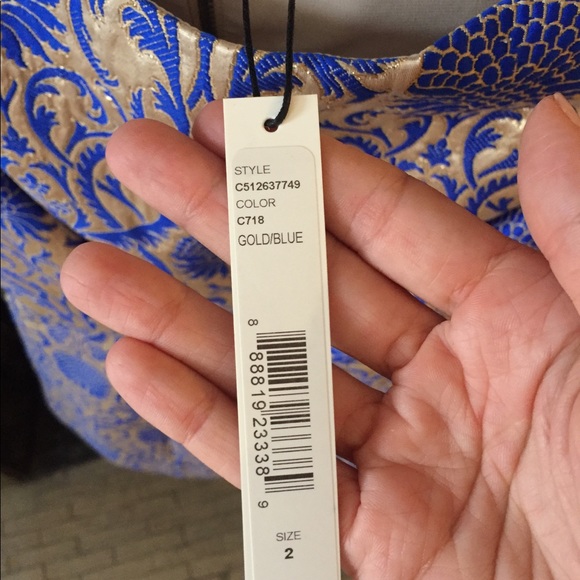 STYLE
C512637749
COLOR
C718
GOLD/BLUE
8 88819 23338 9
SIZE
2